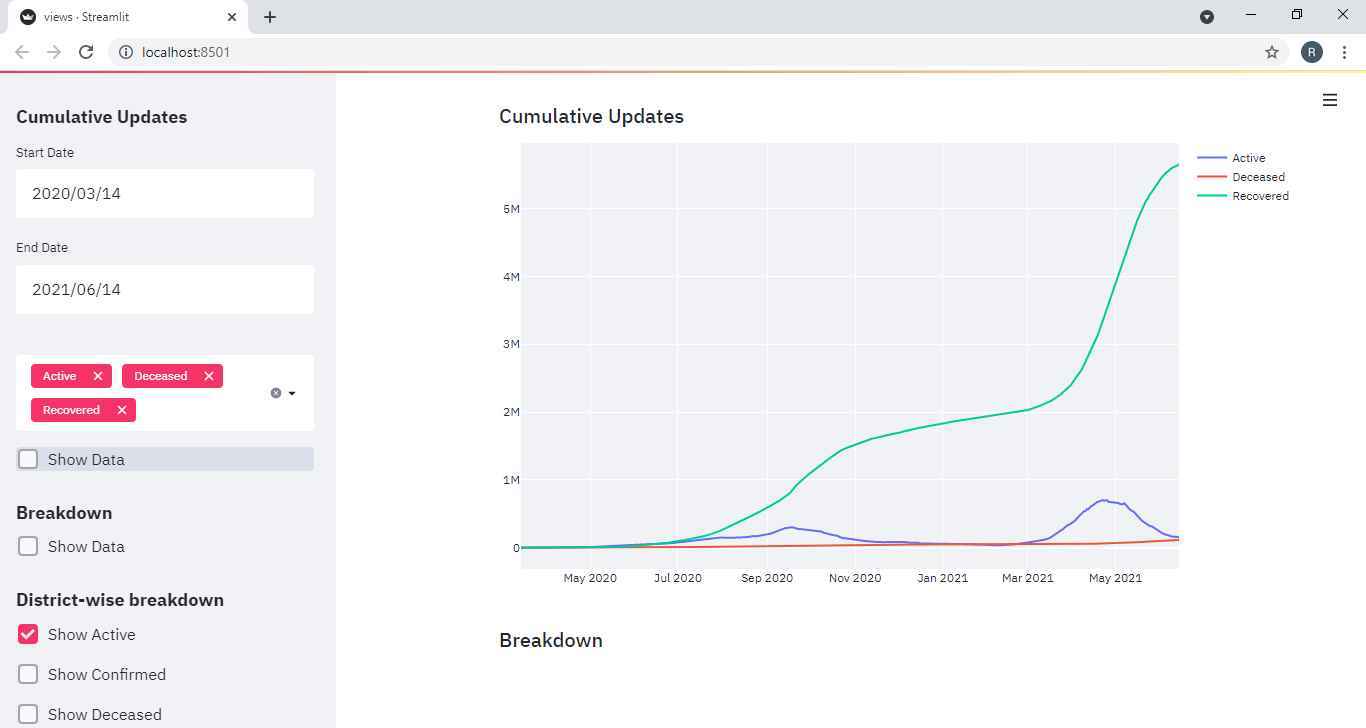 views · Streamlit
localhost:8501
R
Cumulative Updates
Start Date
2020/03/14
End Date
2021/06/14
Active
Deceased
Recovered
Show Data
Breakdown
Show Data
District-wise breakdown
Show Active
Show Confirmed
Show Deceased
Cumulative Updates
5M
4M
3M
2M
1M
0
May 2020 Jul 2020 Sep 2020 Nov 2020 Jan 2021 Mar 2021 May 2021
Active
Deceased
Recovered
Breakdown